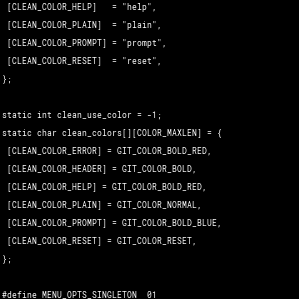 [CLEAN_COLOR_HELP]   = "help",
[CLEAN_COLOR_PLAIN]  = "plain",
[CLEAN_COLOR_PROMPT] = "prompt",
[CLEAN_COLOR_RESET]  = "reset",
};
static int clean_use_color = -1;
static char clean_colors[][COLOR_MAXLEN] = {
[CLEAN_COLOR_ERROR] = GIT_COLOR_BOLD_RED,
[CLEAN_COLOR_HEADER] = GIT_COLOR_BOLD,
[CLEAN_COLOR_HELP] = GIT_COLOR_BOLD_RED,
[CLEAN_COLOR_PLAIN] = GIT_COLOR_NORMAL,
[CLEAN_COLOR_PROMPT] = GIT_COLOR_BOLD_BLUE,
[CLEAN_COLOR_RESET] = GIT_COLOR_RESET,
};
#define MENU_OPTS_SINGLETON  01